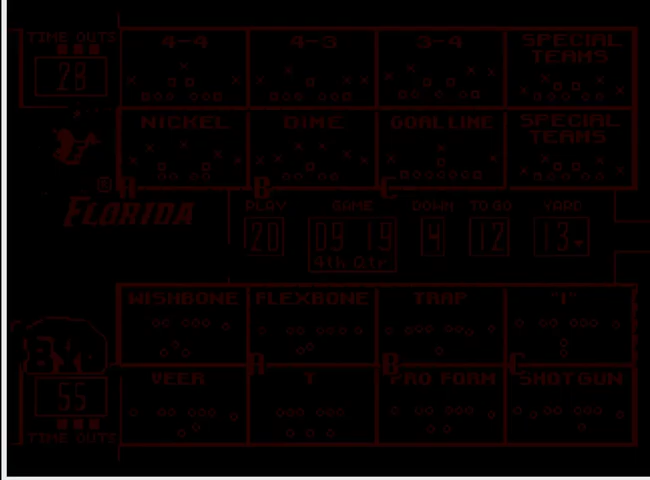 TIME OUTS 4-4 4-3 3-4 SPECIAL TEAMS
28
NICKEL DIME GOAL LINE SPECIAL TEAMS
A B C
FLORIDA PLAY GAME DOWN TO GO YARD
20 09 19 4 12 13
4th Qtr
WISHBONE FLEXBONE TRAP "I"
A B C
VEER T PRO FORM SHOTGUN
55
TIME OUTS